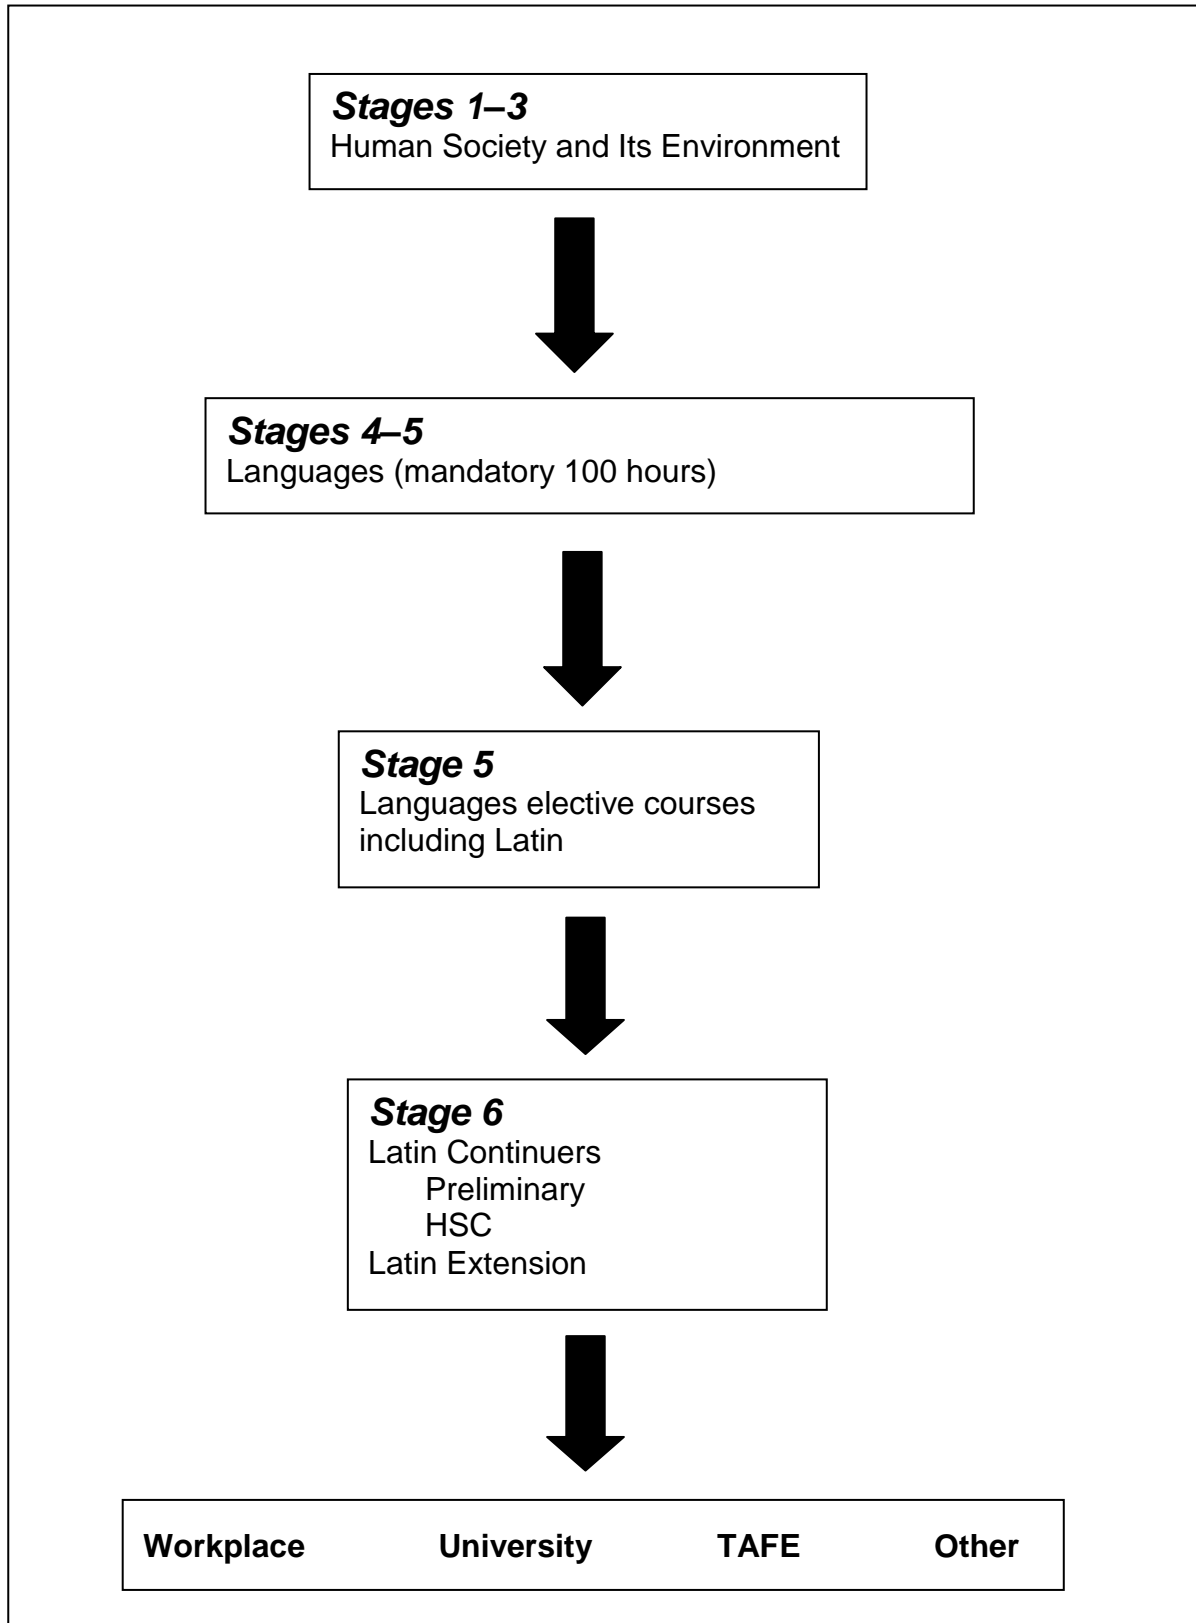 Stages 1–3
Human Society and Its Environment
Stages 4–5
Languages (mandatory 100 hours)
Stage 5
Languages elective courses
including Latin
Stage 6
Latin Continuers
Preliminary
HSC
Latin Extension
Workplace University TAFE Other